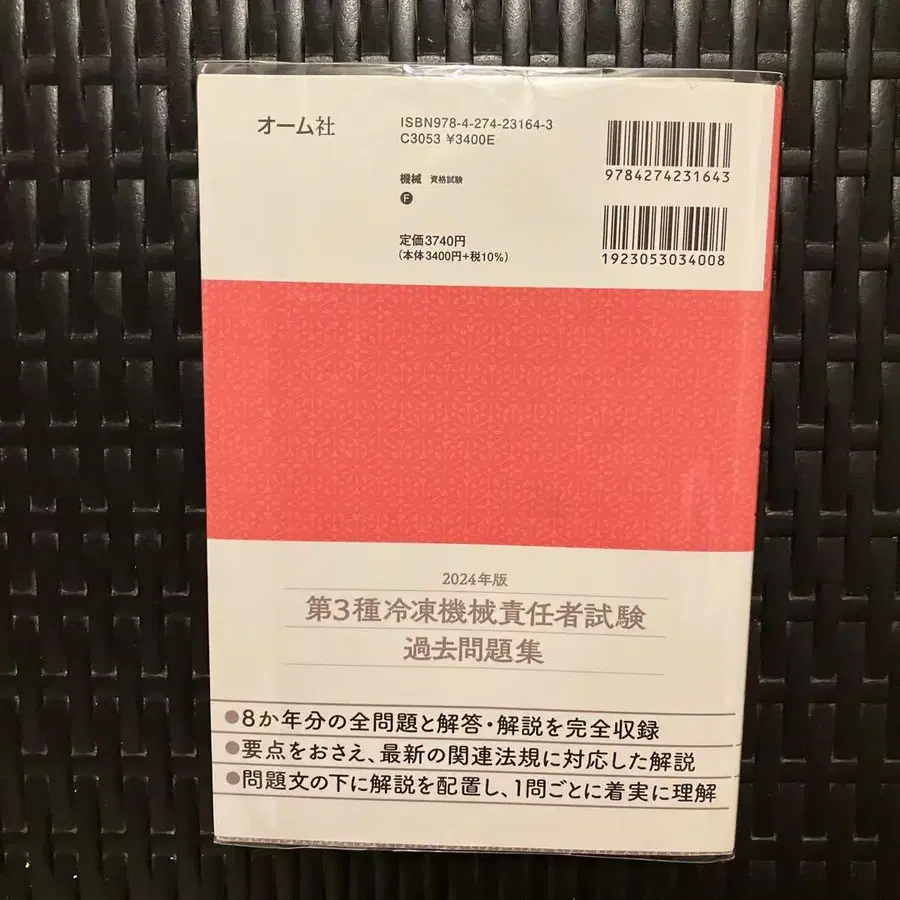 オーム社
ISBN978-4-274-23164-3
C3053 ¥3400E
機械 資格試験
F
定価3740円
(本体3400円+税10%)
9784274231643
1923053034008
2024年版
第3種冷凍機械責任者試験
過去問題集
●8か年分の全問題と解答・解説を完全収録
●要点をおさえ、最新の関連法規に対応した解説
●問題文の下に解説を配置し、1問ごとに着実に理解